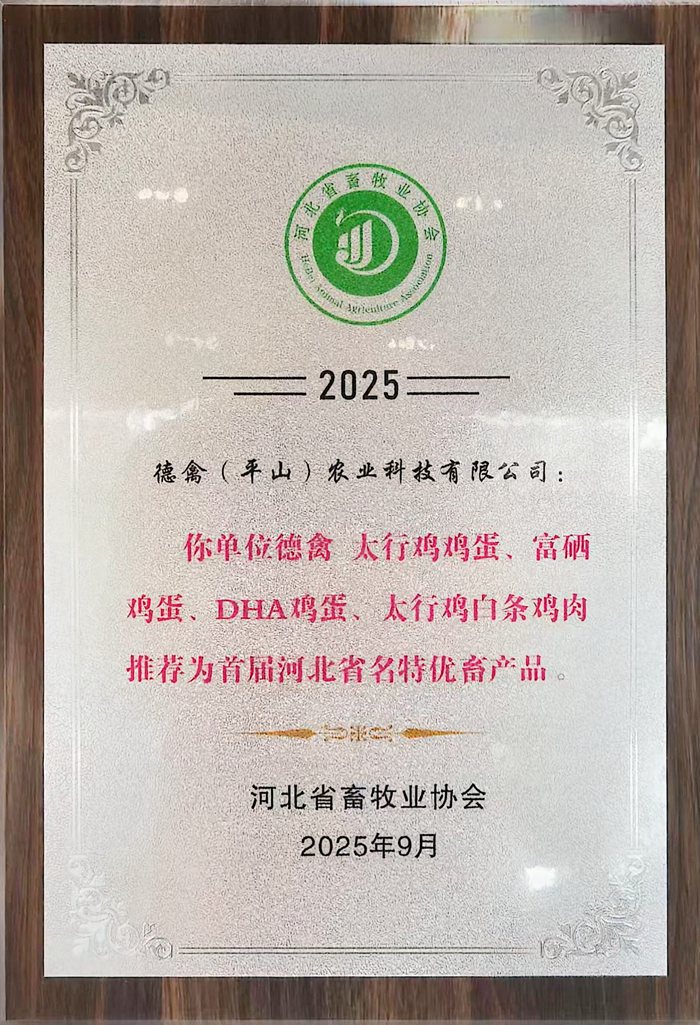 河北省畜牧业协会
Hebei Animal Agriculture Association
2025
德禽（平山）农业科技有限公司：
你单位德禽 太行鸡鸡蛋、富硒
鸡蛋、DHA鸡蛋、太行鸡白条鸡肉
推荐为首届河北省名特优畜产品。
河北省畜牧业协会
2025年9月